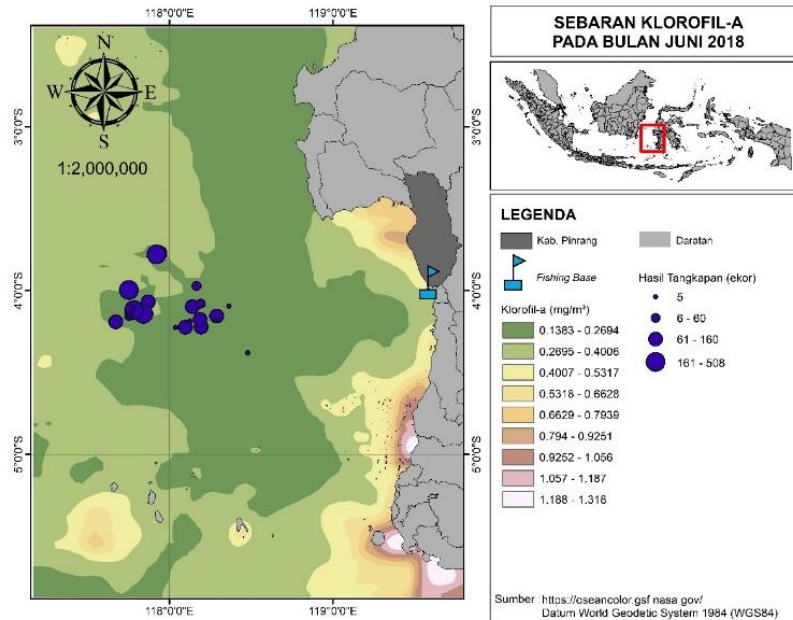 118°0'0"E
119°0'0"E
N
W
E
S
1:2,000,000
3°0'0"S
3°0'0"S
4°0'0"S
4°0'0"S
5°0'0"S
5°0'0"S
118°0'0"E
119°0'0"E
SEBARAN KLOROFIL-A
PADA BULAN JUNI 2018
LEGENDA
Kab. Pinrang
Daratan
Fishing Base
Hasil Tangkapan (ekor)
5
6 - 60
61 - 160
161 - 508
Klorofil-a (mg/m³)
0.1383 - 0.2694
0.2695 - 0.4006
0.4007 - 0.5317
0.5318 - 0.6628
0.6629 - 0.7939
0.794 - 0.9251
0.9252 - 1.056
1.057 - 1.187
1.188 - 1.316
Sumber : https://oseancolor.gsf nasa gov/
Datum World Geodetic System 1984 (WGS84)